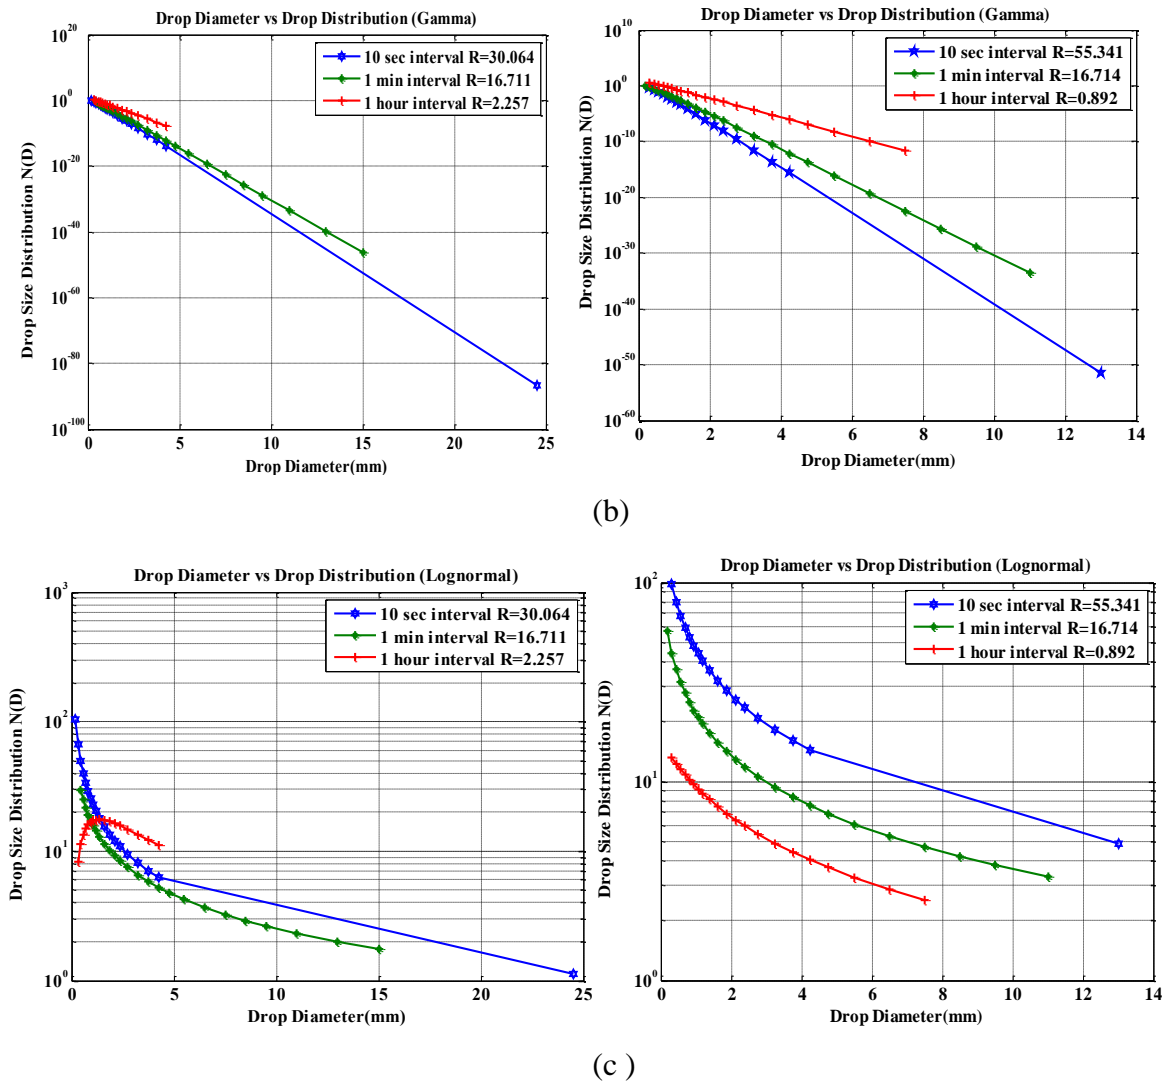 Drop Diameter vs Drop Distribution (Gamma)
Drop Size Distribution N(D)
10^20
10^0
10^-20
10^-40
10^-60
10^-80
10^-100
10 sec interval R=30.064
1 min interval R=16.711
1 hour interval R=2.257
0 5 10 15 20 25
Drop Diameter(mm)
Drop Diameter vs Drop Distribution (Gamma)
Drop Size Distribution N(D)
10^10
10^0
10^-10
10^-20
10^-30
10^-40
10^-50
10^-60
10 sec interval R=55.341
1 min interval R=16.714
1 hour interval R=0.892
0 2 4 6 8 10 12 14
Drop Diameter(mm)
(b)
Drop Diameter vs Drop Distribution (Lognormal)
Drop Size Distribution N(D)
10^3
10^2
10^1
10^0
10 sec interval R=30.064
1 min interval R=16.711
1 hour interval R=2.257
0 5 10 15 20 25
Drop Diameter(mm)
Drop Diameter vs Drop Distribution (Lognormal)
Drop Size Distribution N(D)
10^2
10^1
10^0
10 sec interval R=55.341
1 min interval R=16.714
1 hour interval R=0.892
0 2 4 6 8 10 12 14
Drop Diameter(mm)
(c )